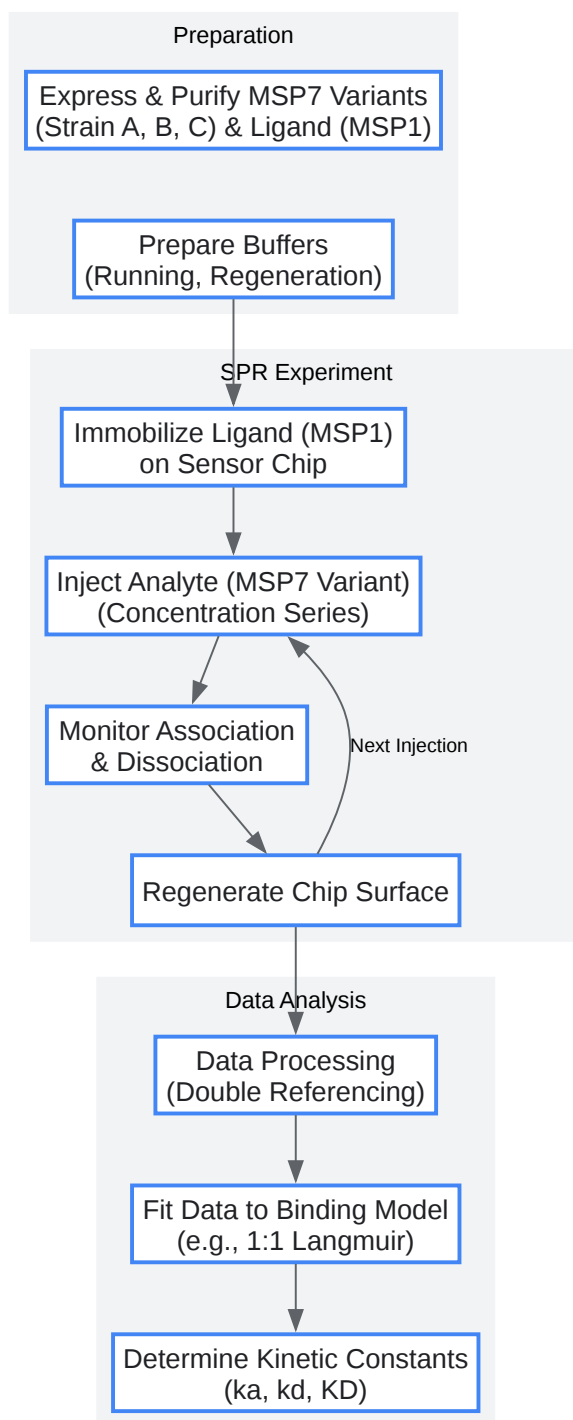 Preparation
Express & Purify MSP7 Variants
(Strain A, B, C) & Ligand (MSP1)
Prepare Buffers
(Running, Regeneration)
SPR Experiment
Immobilize Ligand (MSP1)
on Sensor Chip
Inject Analyte (MSP7 Variant)
(Concentration Series)
Monitor Association
& Dissociation
Next Injection
Regenerate Chip Surface
Data Analysis
Data Processing
(Double Referencing)
Fit Data to Binding Model
(e.g., 1:1 Langmuir)
Determine Kinetic Constants
(ka, kd, KD)